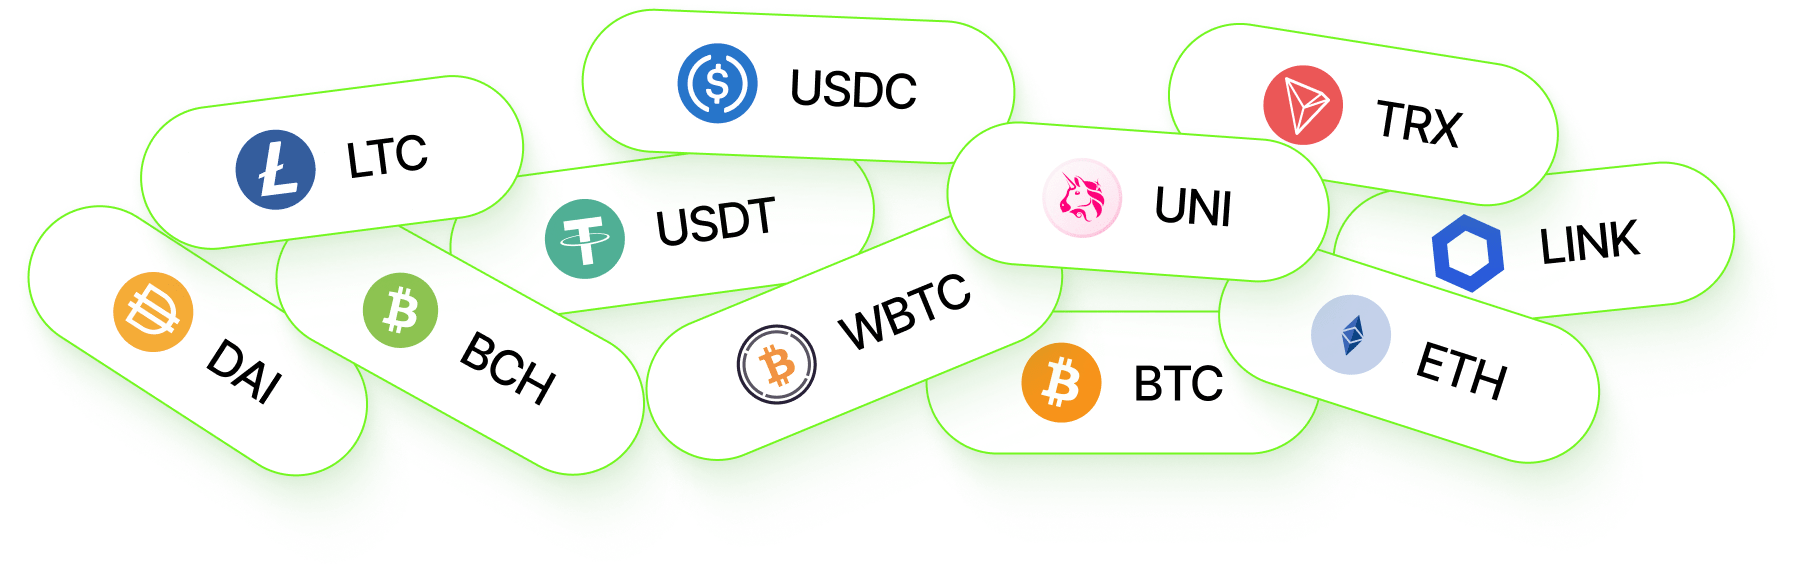 USDC
TRX
LTC
UNI
USDT
LINK
WBTC
DAI
BCH
BTC
ETH